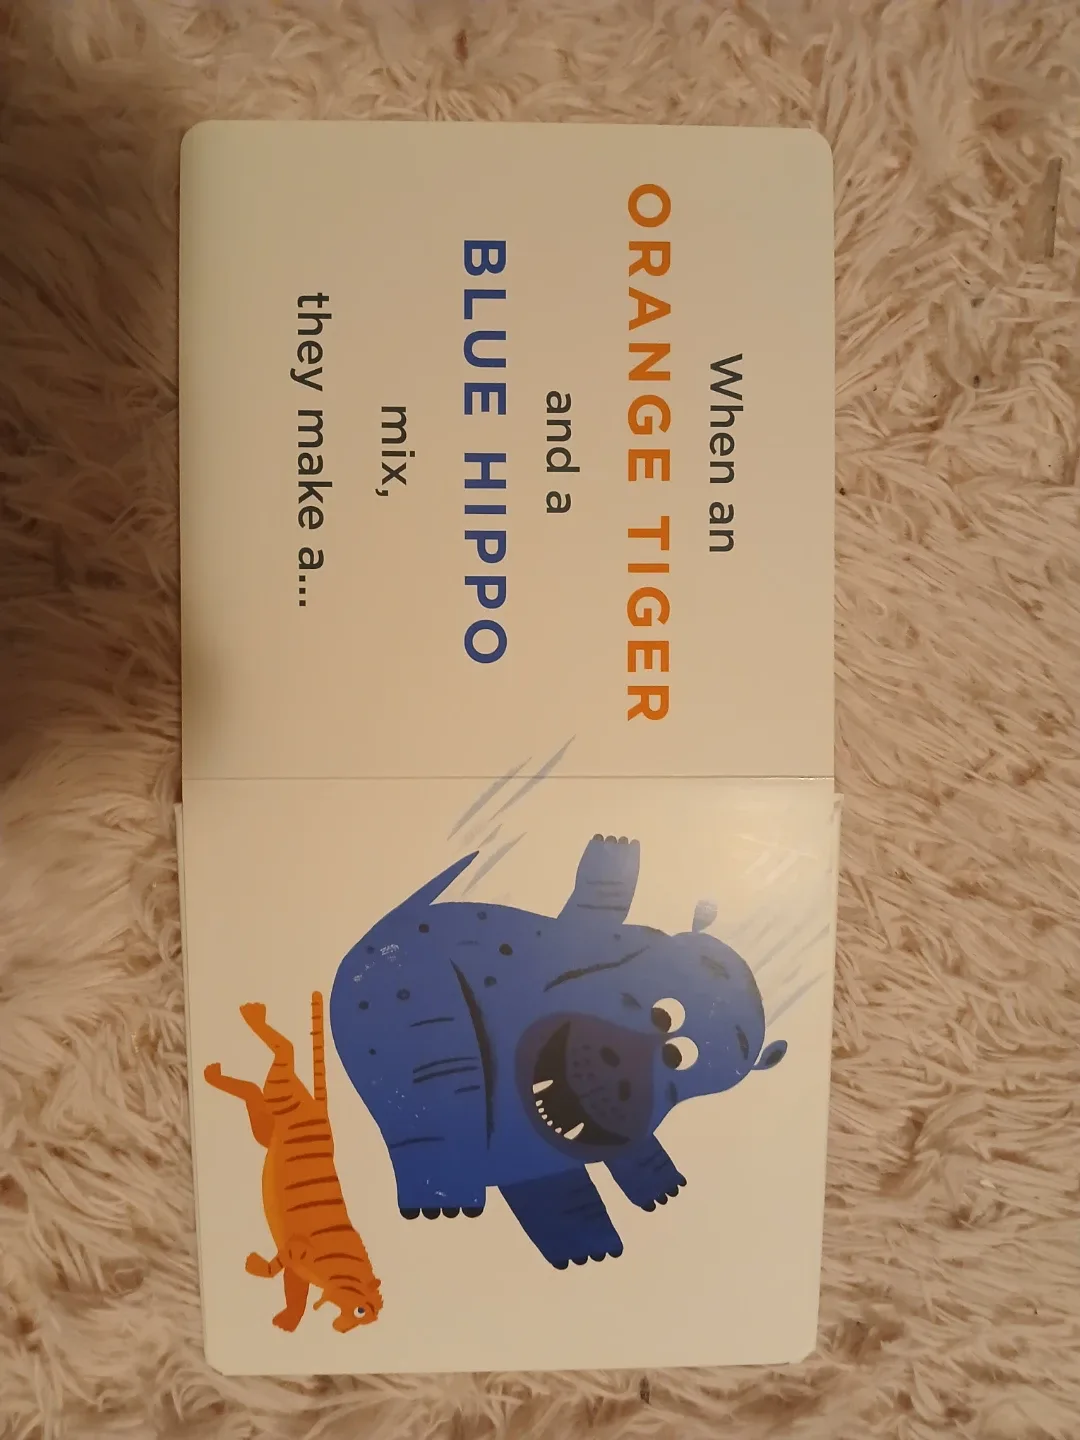 When an
ORANGE TIGER
and a
BLUE HIPPO
mix,
they make a...